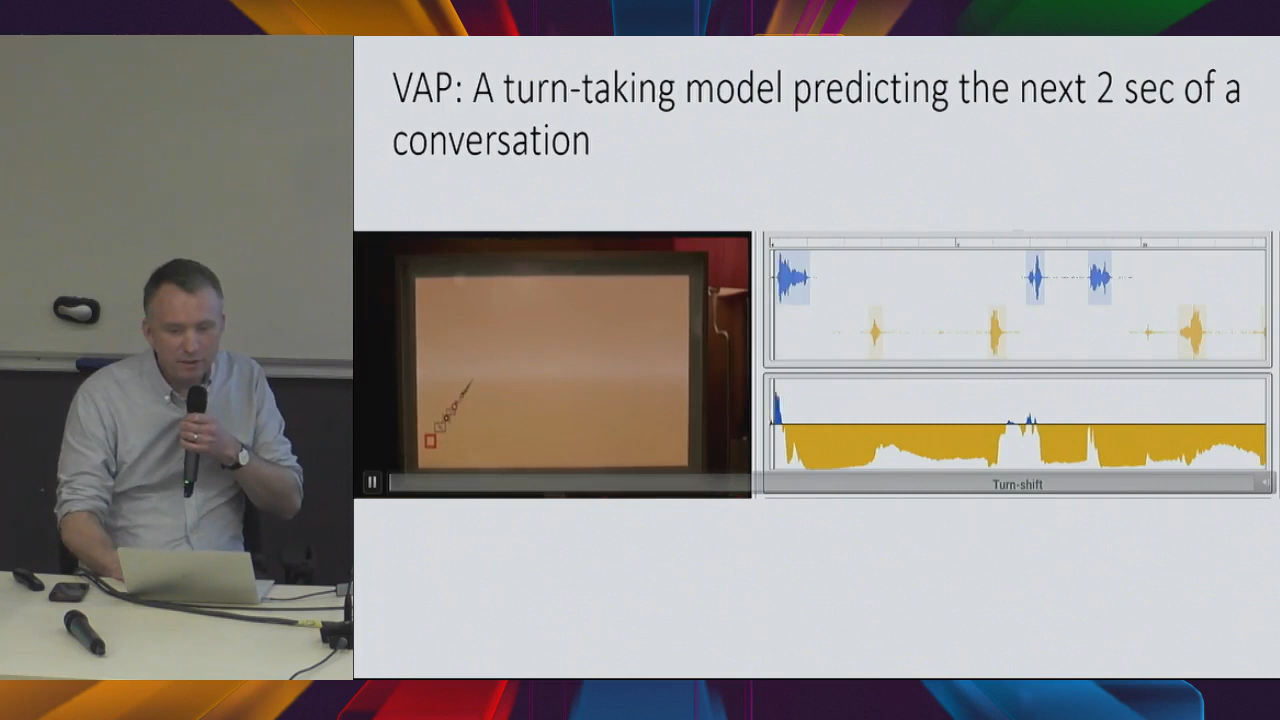 VAP: A turn-taking model predicting the next 2 sec of a
conversation
Turn-shift